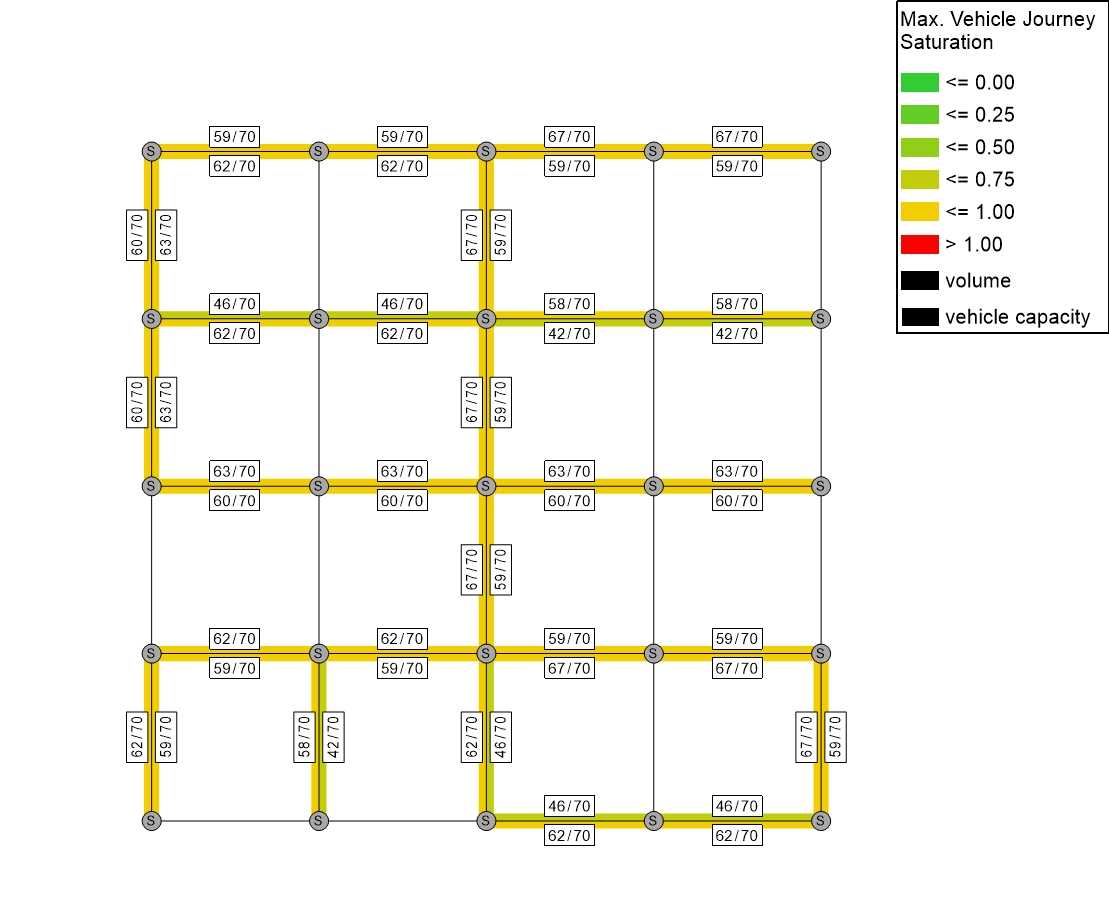 Max. Vehicle Journey
Saturation
<= 0.00
<= 0.25
<= 0.50
<= 0.75
<= 1.00
> 1.00
volume
vehicle capacity
59/70 59/70 67/70 67/70
S S S S S
62/70 62/70 59/70 59/70
60/70 63/70 67/70 59/70
46/70 46/70 58/70 58/70
S S S S S
62/70 62/70 42/70 42/70
60/70 63/70 67/70 59/70
63/70 63/70 63/70 63/70
S S S S S
60/70 60/70 60/70 60/70
67/70 59/70
62/70 62/70 59/70 59/70
S S S S S
59/70 59/70 67/70 67/70
62/70 59/70 58/70 42/70 62/70 46/70 67/70 59/70
46/70 46/70
S S S S S
62/70 62/70